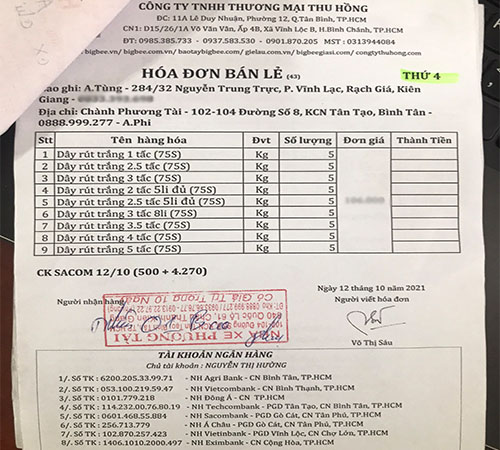 CÔNG TY TNHH THƯƠNG MẠI THU HỒNG
ĐC: 11A Lê Duy Nhuận, Phường 12, Q.Tân Bình, TP.HCM
CN1: D15/26/1A Võ Văn Vân, Ấp 4B, Xã Vĩnh Lộc B, H.Bình Chánh, TP.HCM
ĐT: 0985.385.733 - 0937.583.530 - 0901.870.205 MST: 0313944084
bigbee.vn - bigbee.com.vn/ baotaybigbee.com/ gielau.com.vn/ bigbeegiasi.com/ congtythuhong.com
HÓA ĐƠN BÁN LẺ (43) THỨ 4
Bao ghi: A.Tùng - 284/32 Nguyễn Trung Trực, P. Vĩnh Lạc, Rạch Giá, Kiên
Giang -
Địa chỉ: Chành Phương Tài - 102-104 Đường Số 8, KCN Tân Tạo, Bình Tân -
0888.999.277 - A.Phi
Stt Tên hàng hóa Đvt Số lượng Đơn giá Thành Tiền
1 Dây rút trắng 1 tấc (75S) Kg 5
2 Dây rút trắng 2.5 tấc (75S) Kg 5
3 Dây rút trắng 3 tấc (75S) Kg 5
4 Dây rút trắng 2 tấc 5li đủ (75S) Kg 5
5 Dây rút trắng 2.5 tấc 5li đủ (75S) Kg 5
6 Dây rút trắng 3 tấc 8li (75S) Kg 5
7 Dây rút trắng 3.5 tấc (75S) Kg 5
8 Dây rút trắng 4 tấc (75S) Kg 5
9 Dây rút trắng 5 tấc (75S) Kg 5
CK SACOM 12/10 (500 + 4.270)
Ngày 12 tháng 10 năm 2021
Người nhận hàng Người viết hóa đơn
NHÀ XE PHƯƠNG TÀI
Võ Thị Sáu
TÀI KHOẢN NGÂN HÀNG
Chủ tài khoản: NGUYỄN THỊ HƯỜNG
1/. Số TK : 6200.205.33.99.71 - NH Agri Bank - CN Bình Tân, TP.HCM
2/. Số TK : 053.100.219.59.47 - NH Vietcombank - CN Bình Thạnh, TP.HCM
3/. Số TK : 0101.779.218 - NH Đông Á - CN TP.HCM
4/. Số TK : 114.232.00.76.80.19 - NH Techcombank - PGD Tân Tạo, CN Bình Tân, TP.HCM
5/. Số TK : 0601.468.55.884 - NH Sacombank - PGD Gò Cát, CN Tân Phú, TP.HCM
6/. Số TK : 256.713.779 - NH Á Châu - PGD Gò Cát, CN Tân Phú, TP.HCM
7/. Số TK : 102.870.257.423 - NH Vietinbank - PGD Vĩnh Lộc, CN Chợ Lớn, TP.HCM
8/. Số TK : 1406.1010.2000.497 - NH Eximbank - CN Cộng Hòa, TP.HCM